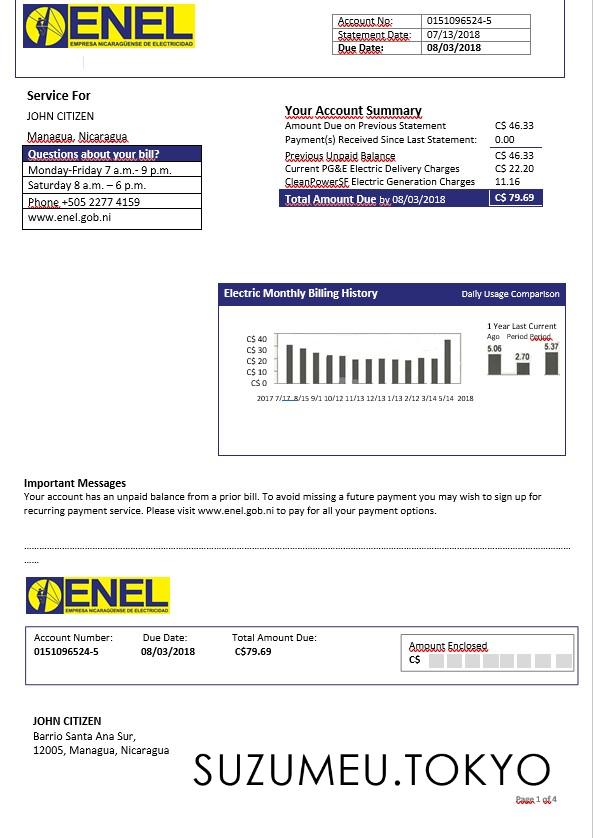 ENEL
EMPRESA NICARAGÜENSE DE ELECTRICIDAD
Account No: 0151096524-5
Statement Date: 07/13/2018
Due Date: 08/03/2018
Service For
JOHN CITIZEN
Managua, Nicaragua
Questions about your bill?
Monday-Friday 7 a.m.- 9 p.m.
Saturday 8 a.m. – 6 p.m.
Phone +505 2277 4159
www.enel.gob.ni
Your Account Summary
Amount Due on Previous Statement C$ 46.33
Payment(s) Received Since Last Statement: 0.00
Previous Unpaid Balance C$ 46.33
Current PG&E Electric Delivery Charges C$ 22.20
CleanPowerSF Electric Generation Charges 11.16
Total Amount Due by 08/03/2018 C$ 79.69
Electric Monthly Billing History Daily Usage Comparison
1 Year Last Current
Ago Period Period
5.06 2.70 5.37
C$ 40
C$ 30
C$ 20
C$ 10
C$ 0
2017 7/17 8/15 9/1 10/12 11/13 12/13 1/13 2/12 3/14 5/14 2018
Important Messages
Your account has an unpaid balance from a prior bill. To avoid missing a future payment you may wish to sign up for
recurring payment service. Please visit www.enel.gob.ni to pay for all your payment options.
ENEL
EMPRESA NICARAGÜENSE DE ELECTRICIDAD
Account Number: Due Date: Total Amount Due:
0151096524-5 08/03/2018 C$79.69
Amount Enclosed
C$
JOHN CITIZEN
Barrio Santa Ana Sur,
12005, Managua, Nicaragua
SUZUMEU.TOKYO
Page 1 of 4